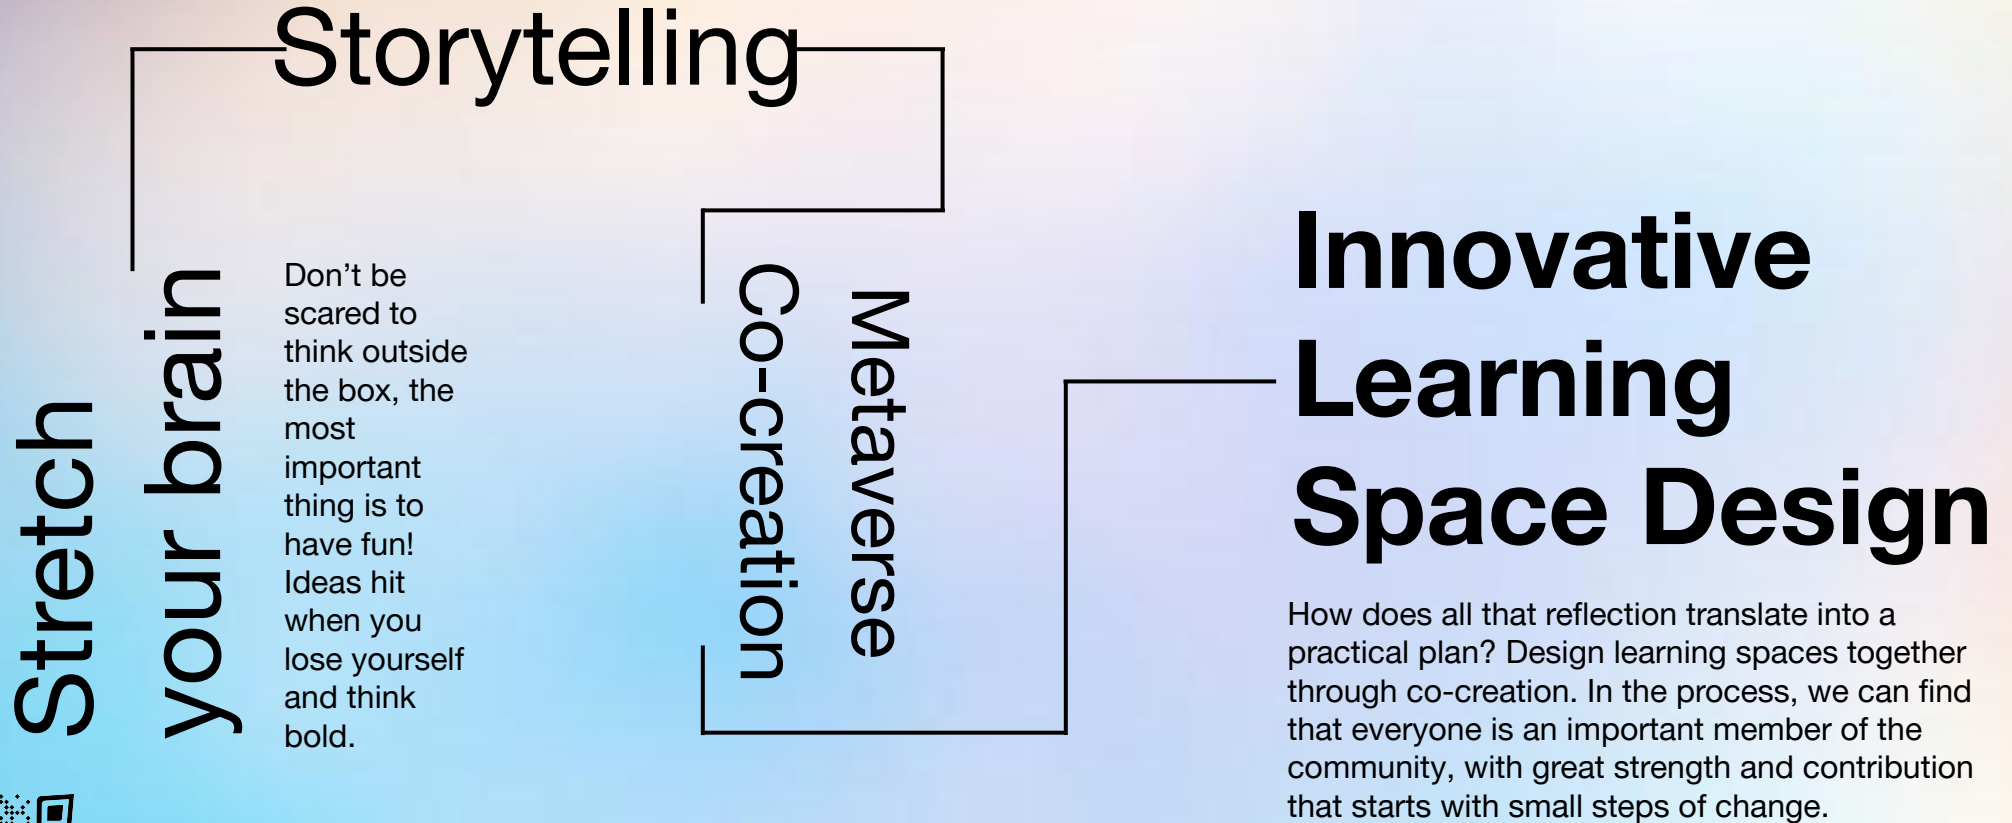 Storytelling
Stretch
your brain
Don’t be
scared to
think outside
the box, the
most
important
thing is to
have fun!
Ideas hit
when you
lose yourself
and think
bold.
Metaverse
Co-creation
Innovative
Learning
Space Design
How does all that reflection translate into a
practical plan? Design learning spaces together
through co-creation. In the process, we can find
that everyone is an important member of the
community, with great strength and contribution
that starts with small steps of change.